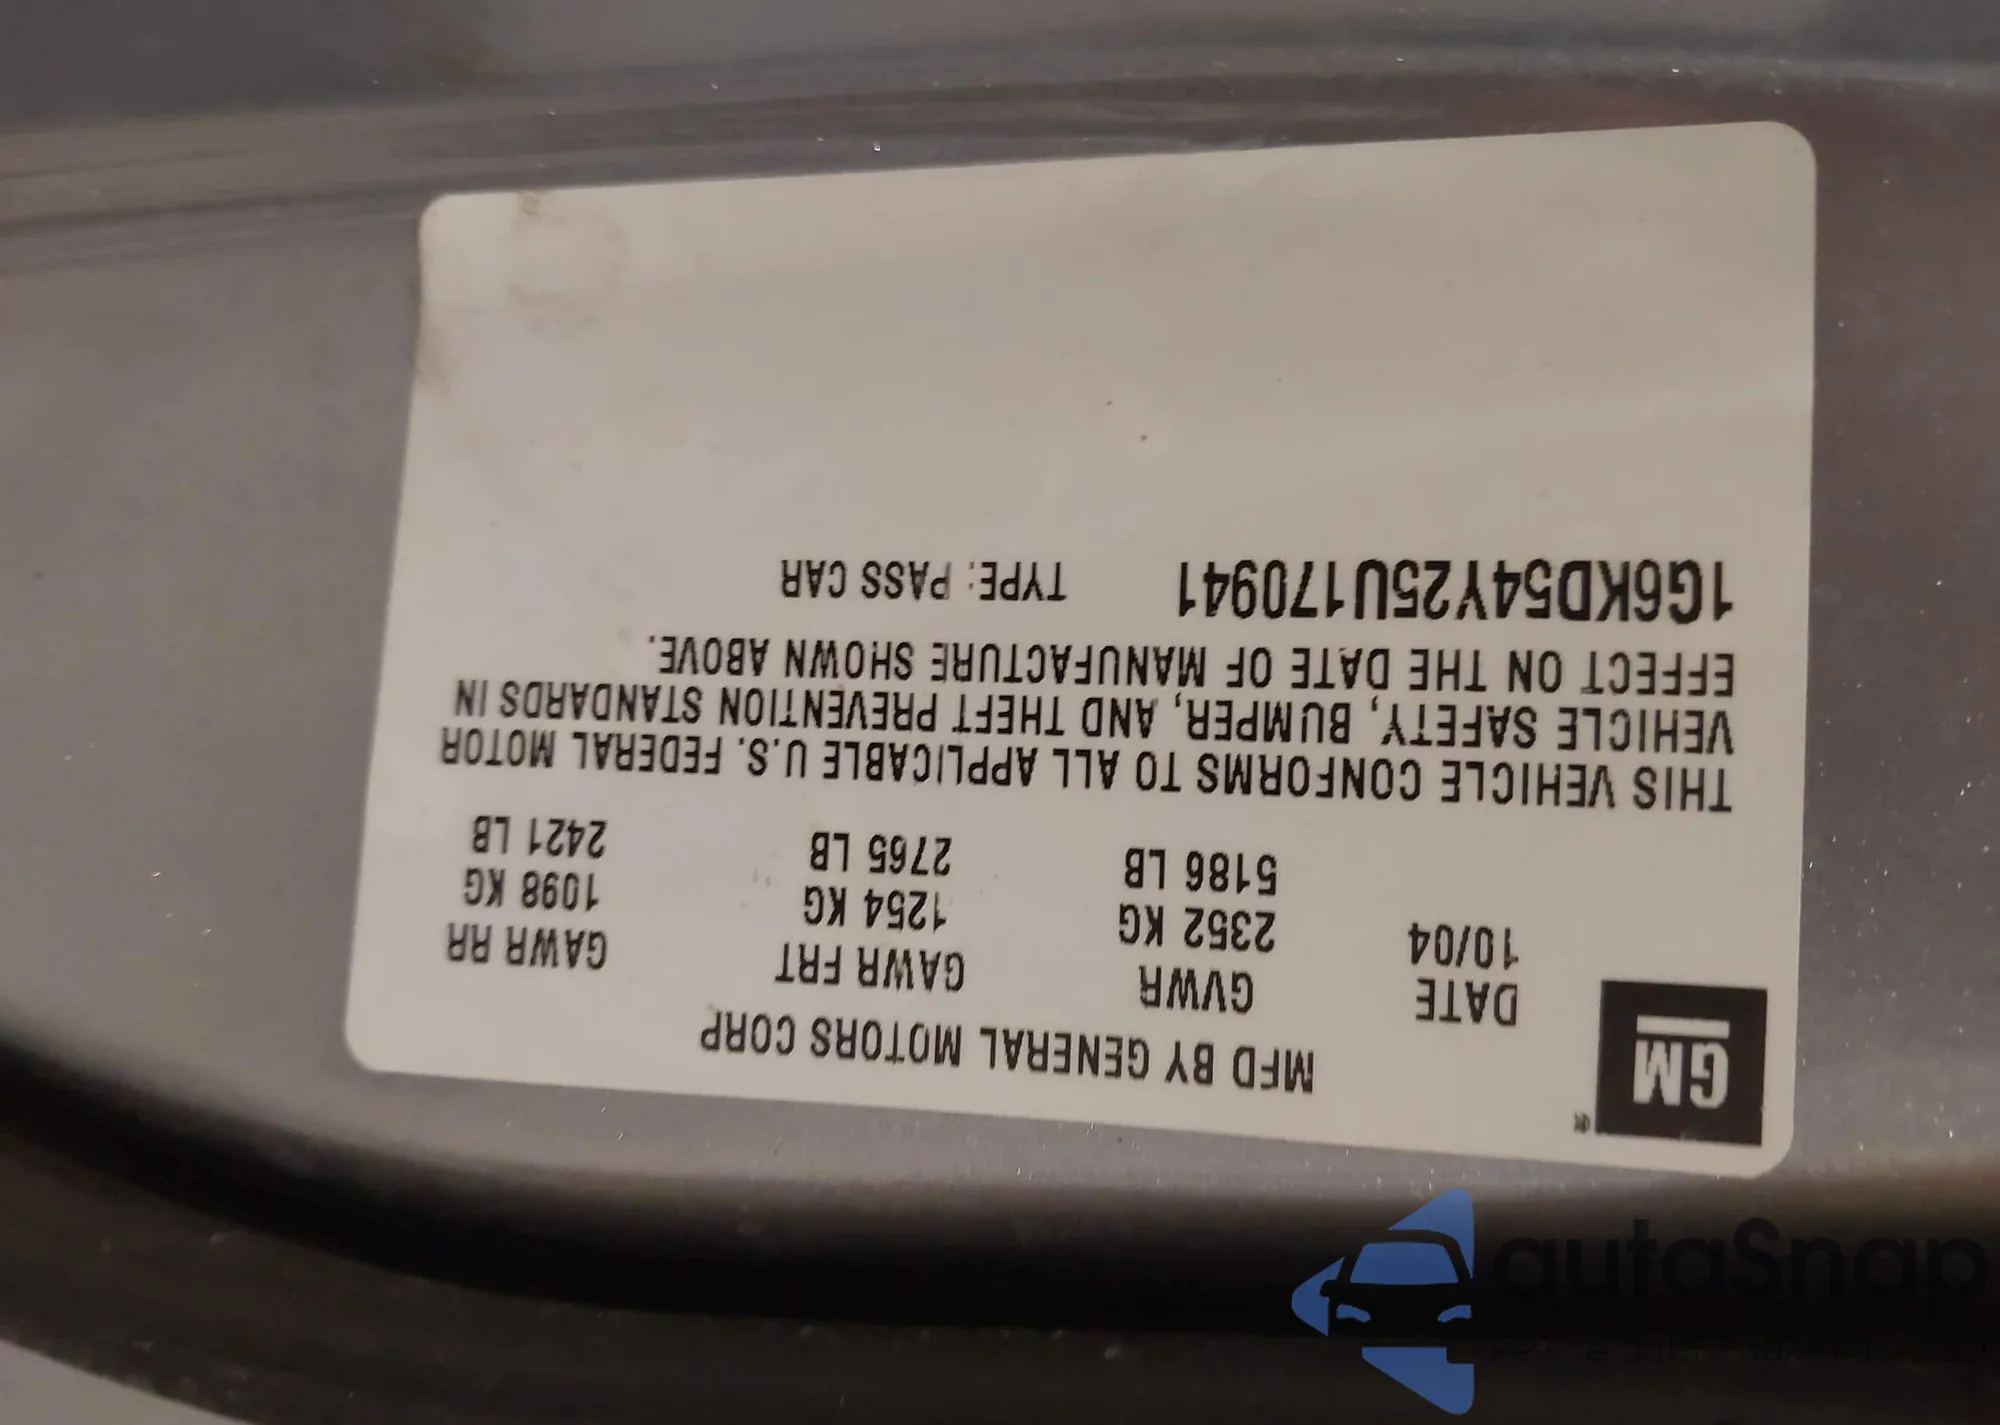 GM
MFD BY GENERAL MOTORS CORP
DATE GVWR GAWR FRT GAWR RR
10/04 2352 KG 1254 KG 1098 KG
5186 LB 2765 LB 2421 LB
THIS VEHICLE CONFORMS TO ALL APPLICABLE U.S. FEDERAL MOTOR
VEHICLE SAFETY, BUMPER, AND THEFT PREVENTION STANDARDS IN
EFFECT ON THE DATE OF MANUFACTURE SHOWN ABOVE.
1G6KD54Y25U170941 TYPE: PASS CAR
autaSnap